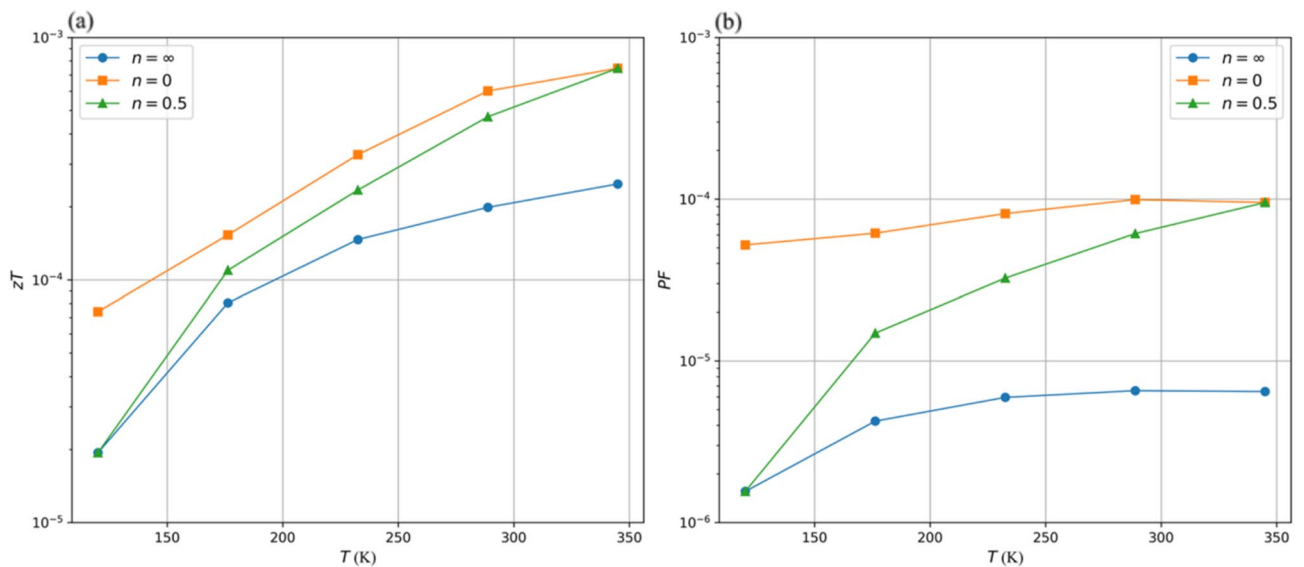 (a)
10⁻³
n = ∞
n = 0
n = 0.5
zT
10⁻⁴
10⁻⁵
150 200 250 300 350
T (K)
(b)
10⁻³
n = ∞
n = 0
n = 0.5
10⁻⁴
PF
10⁻⁵
10⁻⁶
150 200 250 300 350
T (K)